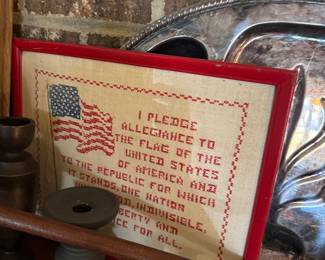 I PLEDGE
ALLEGIANCE TO
THE FLAG OF THE
UNITED STATES
OF AMERICA AND
TO THE REPUBLIC FOR WHICH
IT STANDS, ONE NATION
INDIVISIBLE,
AND
FOR ALL.